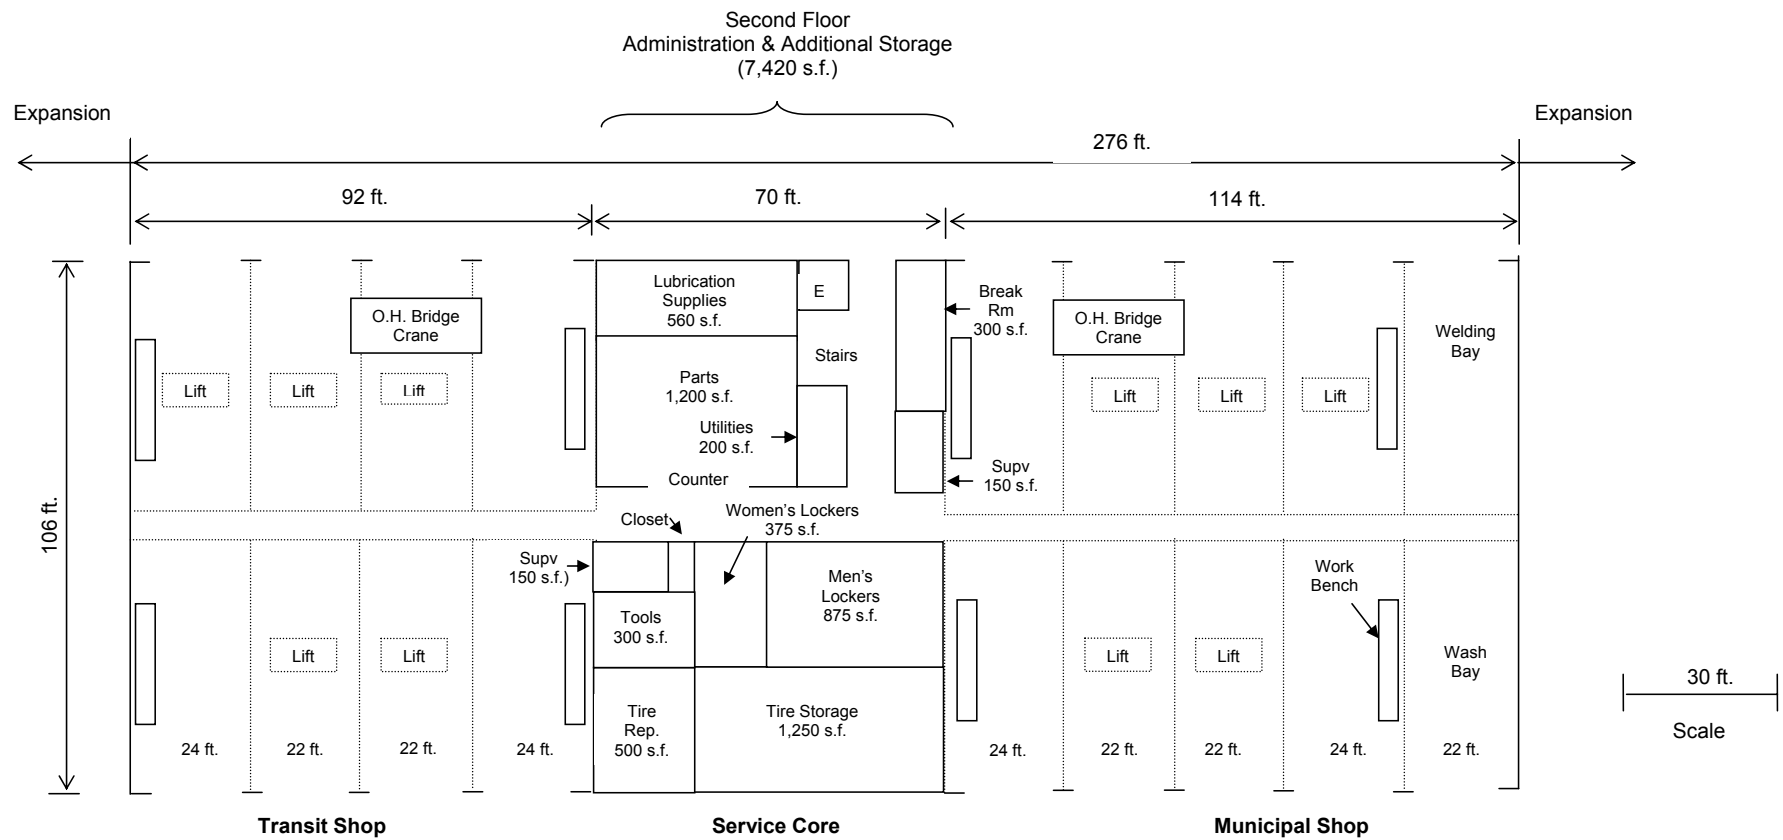 Second Floor
Administration & Additional Storage
(7,420 s.f.)
Expansion
Expansion
276 ft.
92 ft.
70 ft.
114 ft.
106 ft.
O.H. Bridge
Crane
Lift
Lift
Lift
Lubrication
Supplies
560 s.f.
E
Stairs
Parts
1,200 s.f.
Utilities
200 s.f.
Counter
Break
Rm
300 s.f.
Supv
150 s.f.
O.H. Bridge
Crane
Lift
Lift
Lift
Welding
Bay
Closet
Women's Lockers
375 s.f.
Supv
150 s.f.)
Men's
Lockers
875 s.f.
Tools
300 s.f.
Tire
Rep.
500 s.f.
Tire Storage
1,250 s.f.
Lift
Lift
Lift
Lift
Work
Bench
Wash
Bay
24 ft.
22 ft.
22 ft.
24 ft.
24 ft.
22 ft.
22 ft.
24 ft.
22 ft.
30 ft.
Scale
Transit Shop
Service Core
Municipal Shop